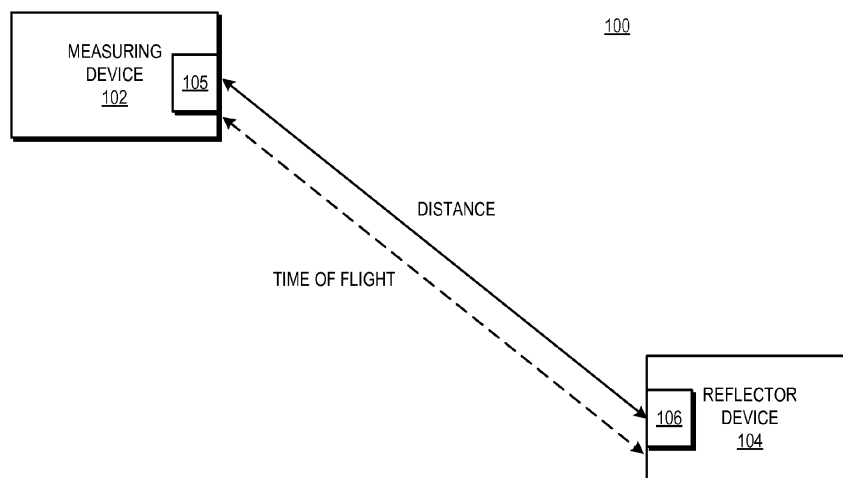 100
MEASURING
DEVICE
102
105
DISTANCE
TIME OF FLIGHT
106
REFLECTOR
DEVICE
104